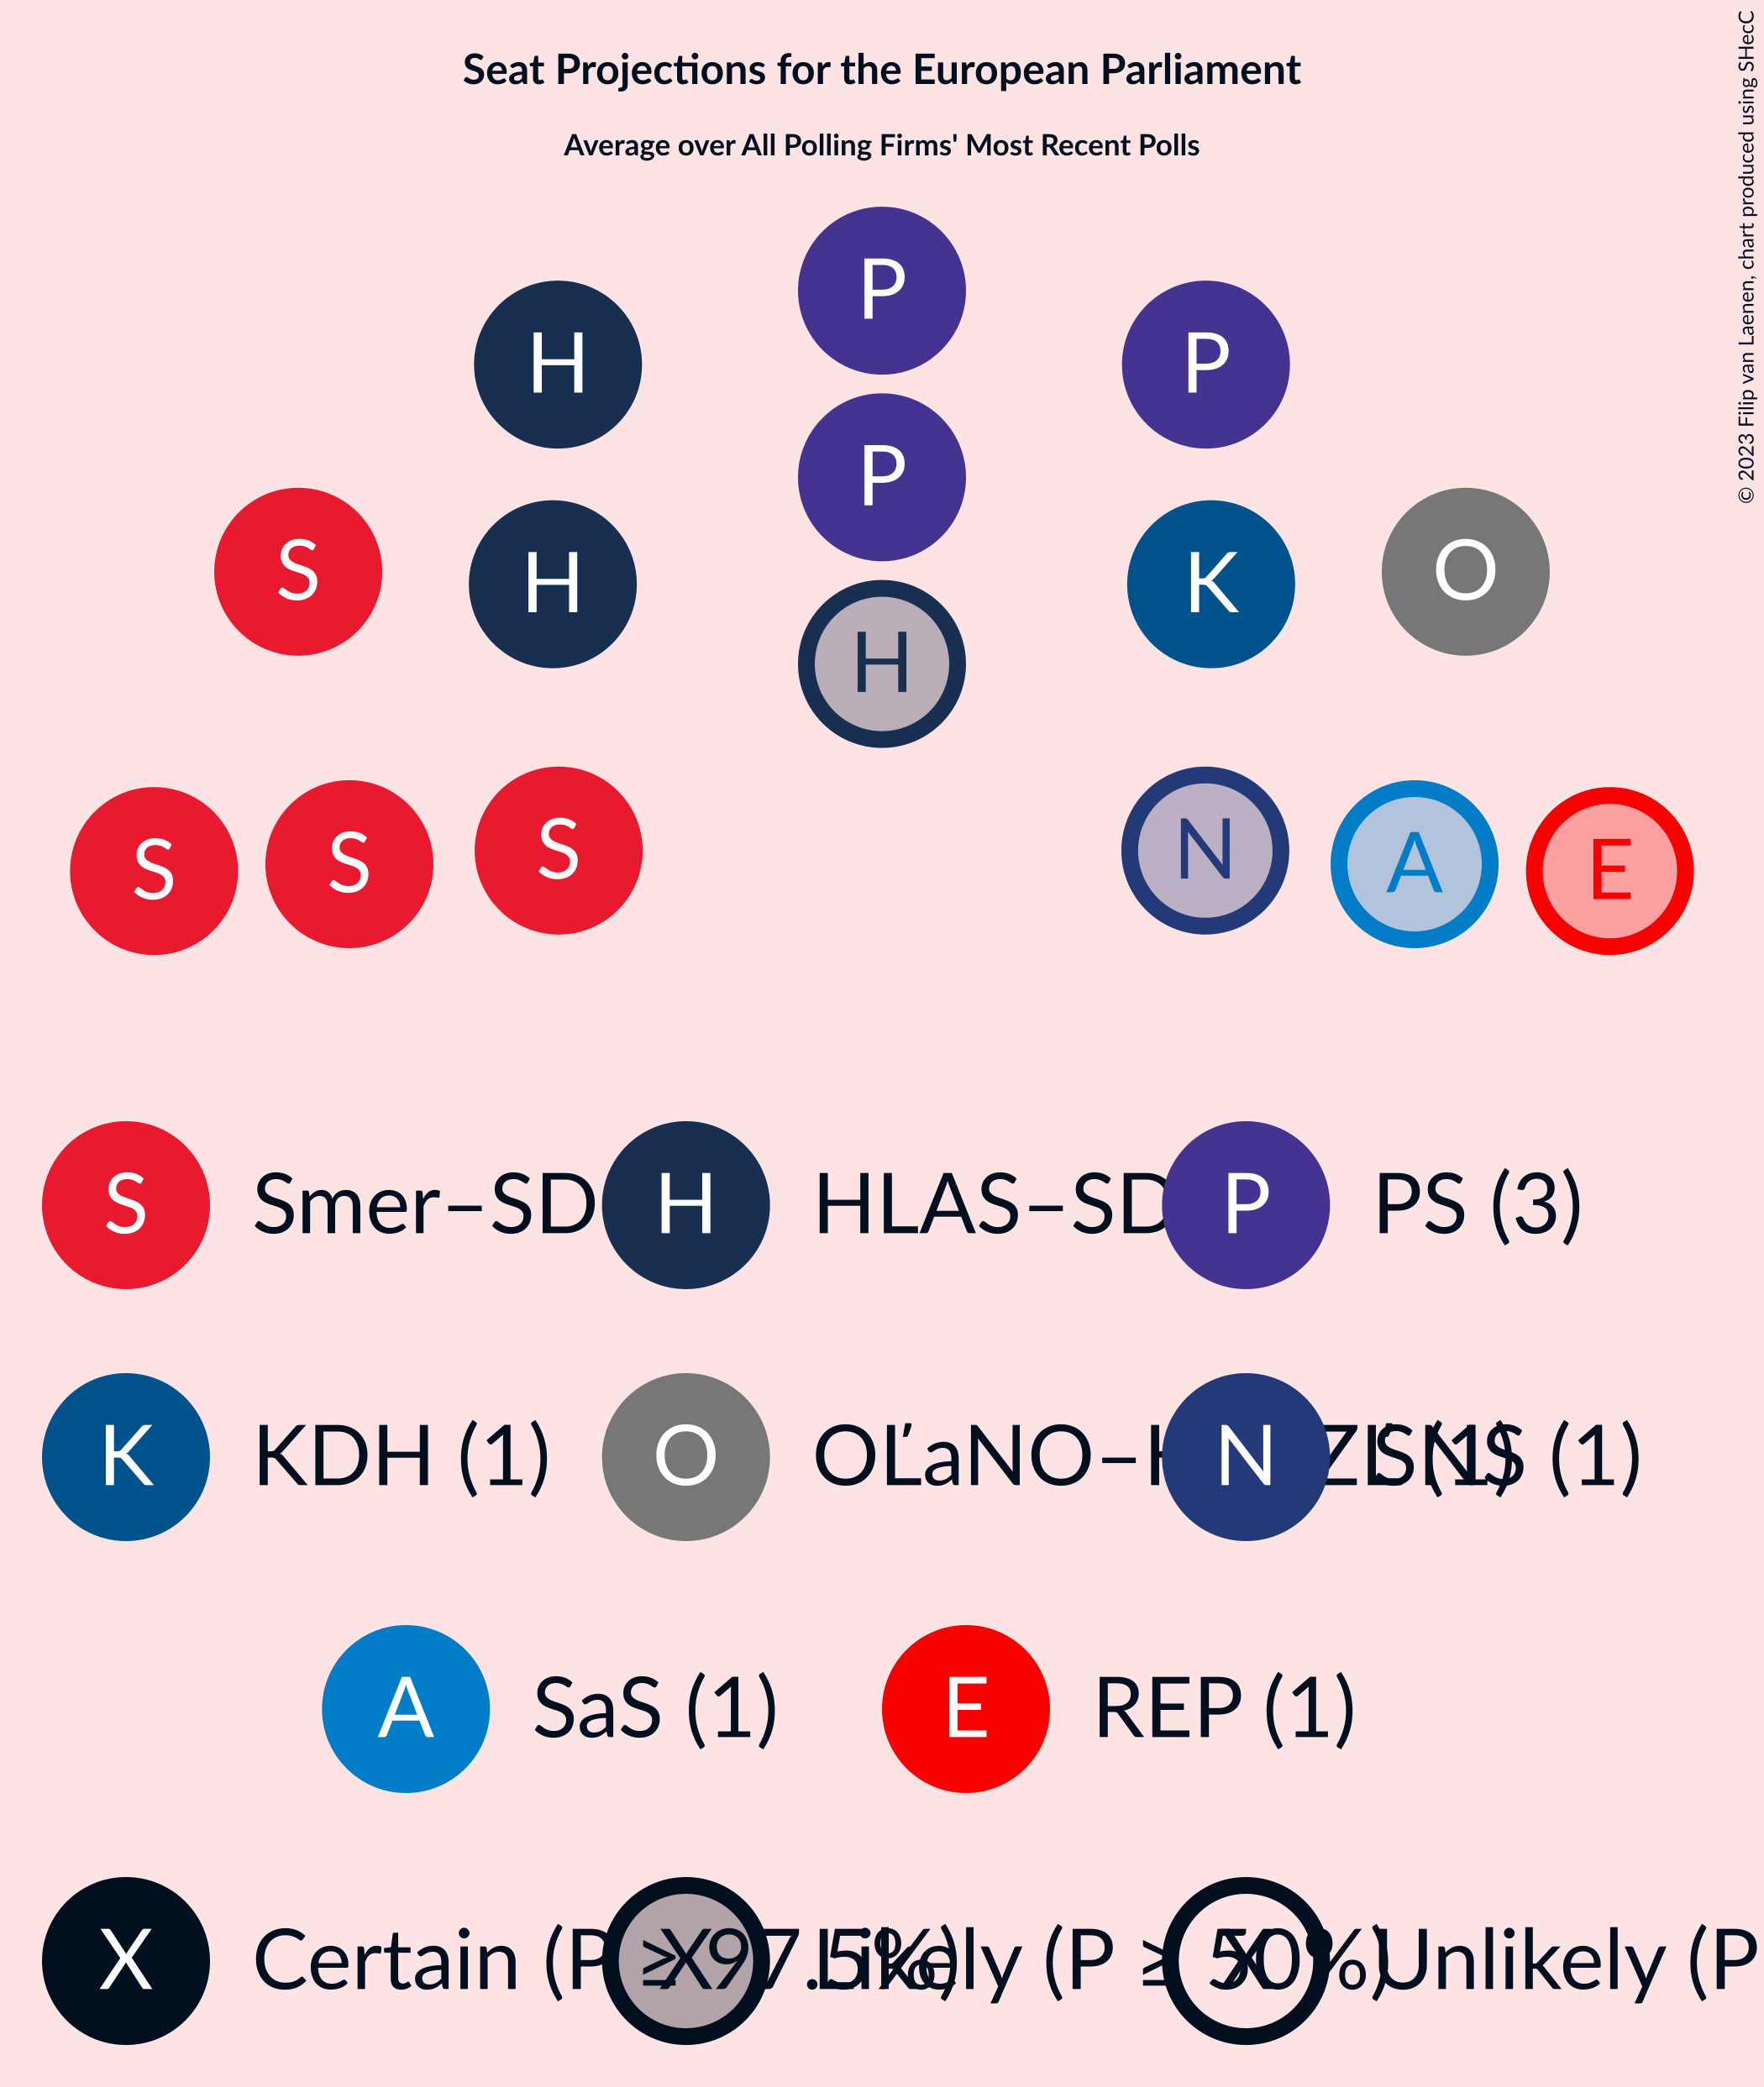 Seat Projections for the European Parliament
Average over All Polling Firms' Most Recent Polls
© 2023 Filip van Laenen, chart produced using SHecC
P
H P
P
S H K O
H
S S S N A E
S Smer–SD H HLAS–SD P PS (3)
K KDH (1) O OĽaNO– N SNS (1)
A SaS (1) E REP (1)
X Certain (P ≥ 97.5%) X Likely (P ≥ 50%) X Unlikely (P